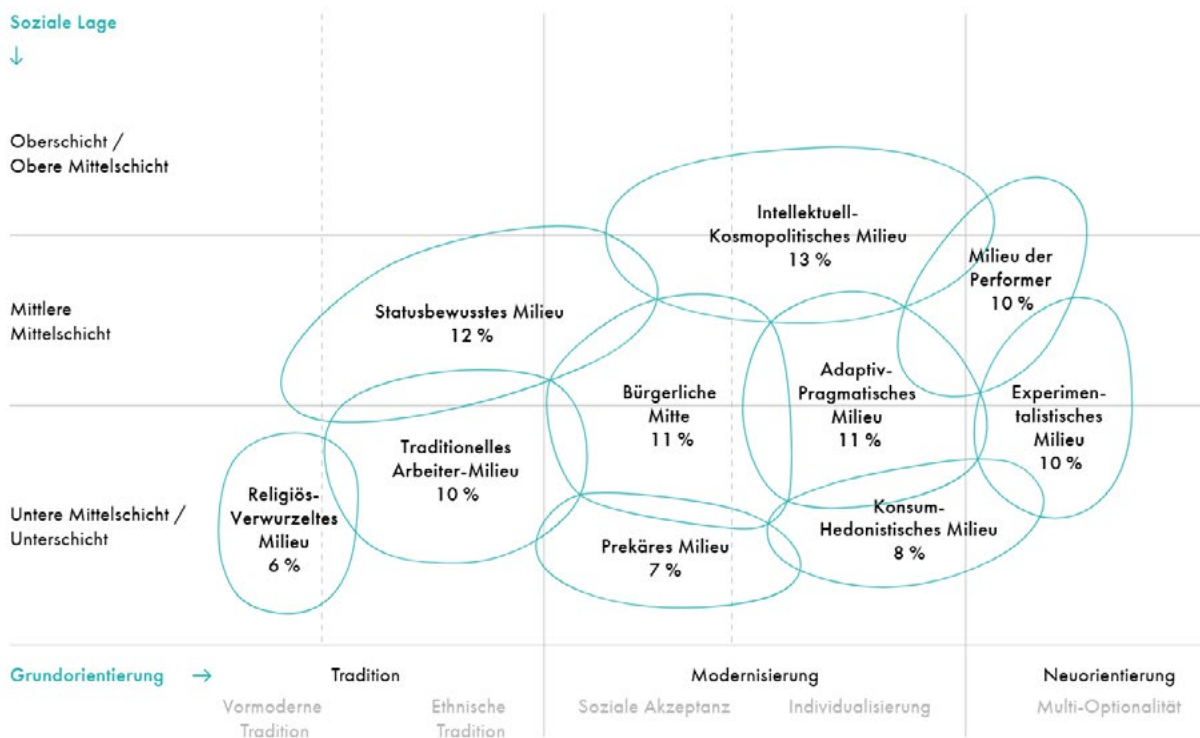 Soziale Lage
↓
Oberschicht /
Obere Mittelschicht
Intellektuell-
Kosmopolitisches Milieu
13 %
Milieu der
Performer
10 %
Mittlere
Mittelschicht
Statusbewusstes Milieu
12 %
Bürgerliche
Mitte
11 %
Adaptiv-
Pragmatisches
Milieu
11 %
Experimen-
talistisches
Milieu
10 %
Traditionelles
Arbeiter-Milieu
10 %
Untere Mittelschicht /
Unterschicht
Religiös-
Verwurzeltes
Milieu
6 %
Prekäres Milieu
7 %
Konsum-
Hedonistisches Milieu
8 %
Grundorientierung →
Tradition
Modernisierung
Neuorientierung
Vormoderne
Tradition
Ethnische
Tradition
Soziale Akzeptanz
Individualisierung
Multi-Optionalität